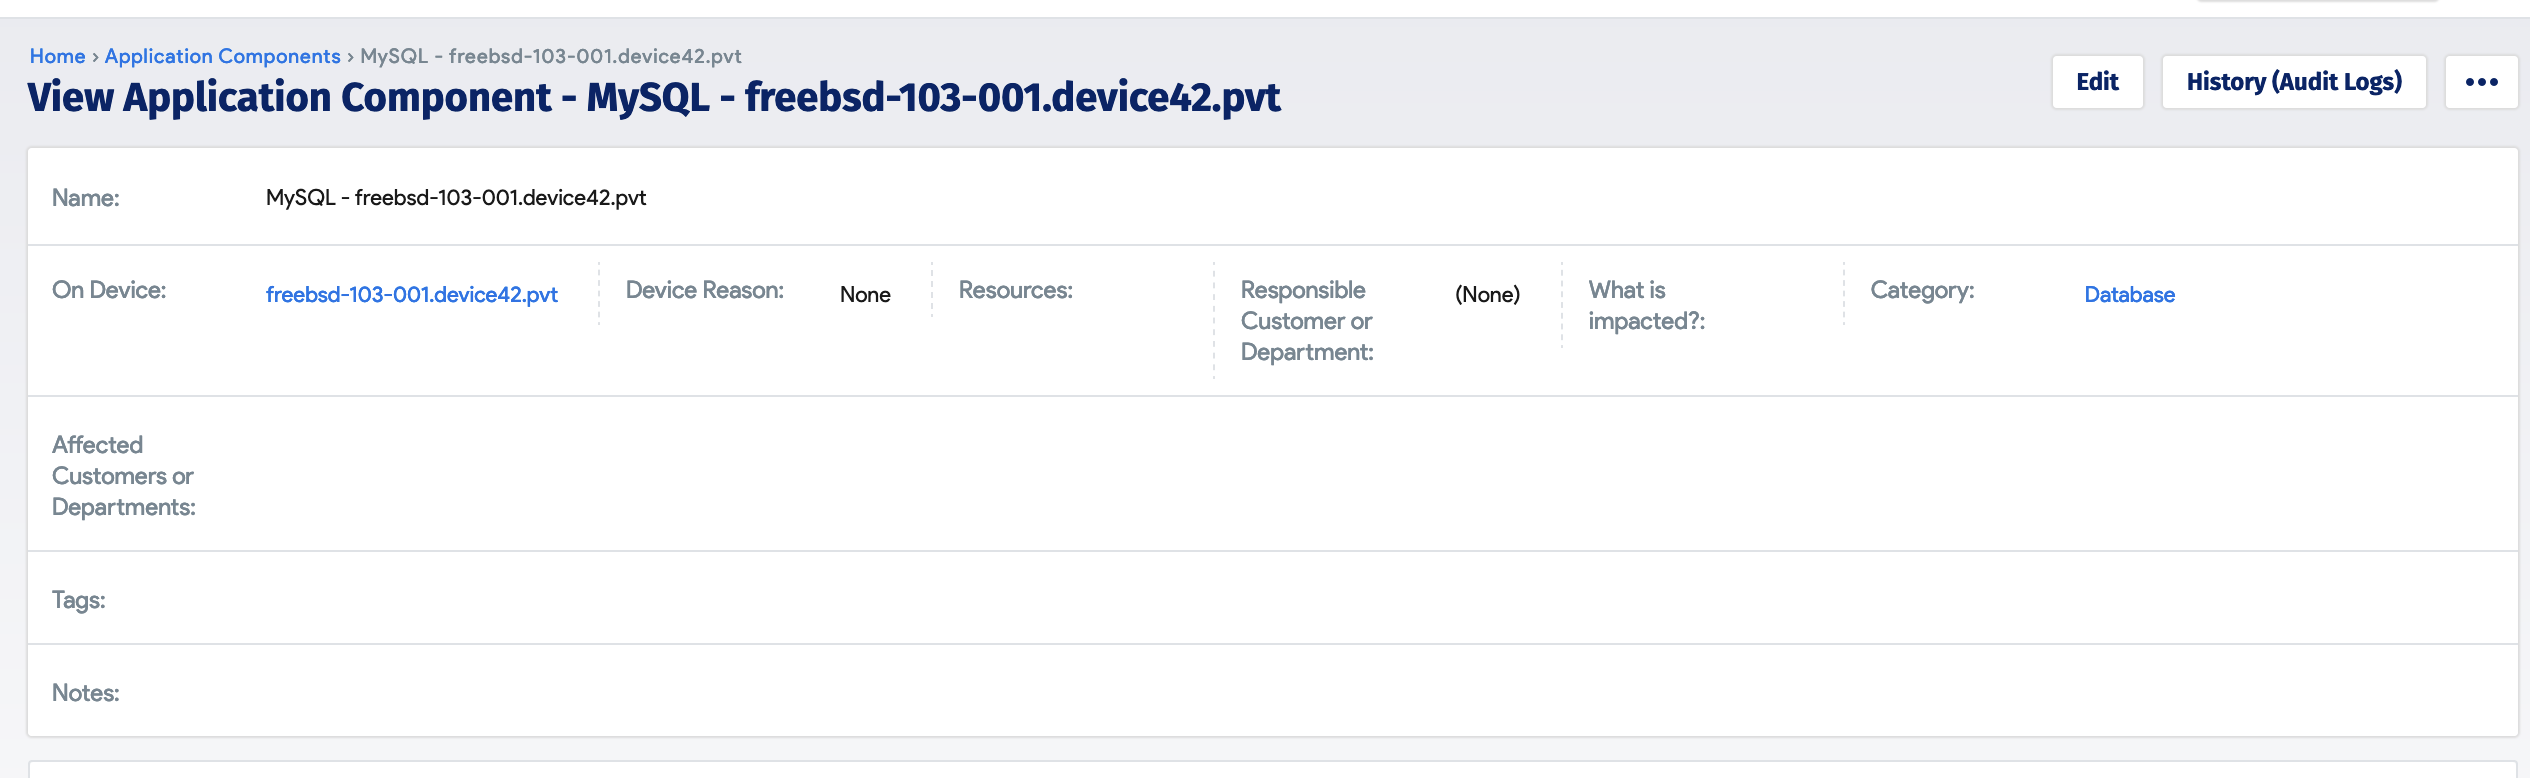 Home › Application Components › MySQL - freebsd-103-001.device42.pvt
View Application Component - MySQL - freebsd-103-001.device42.pvt
Edit
History (Audit Logs)
•••
Name: MySQL - freebsd-103-001.device42.pvt
On Device: freebsd-103-001.device42.pvt
Device Reason: None
Resources:
Responsible
Customer or
Department:
(None)
What is
impacted?:
Category: Database
Affected
Customers or
Departments:
Tags:
Notes: